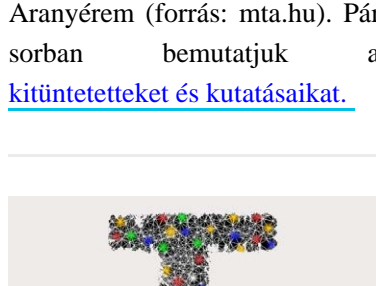 Aranyérem (forrás: mta.hu). Pár
sorban bemutatjuk a
kitüntetetteket és kutatásaikat.
T